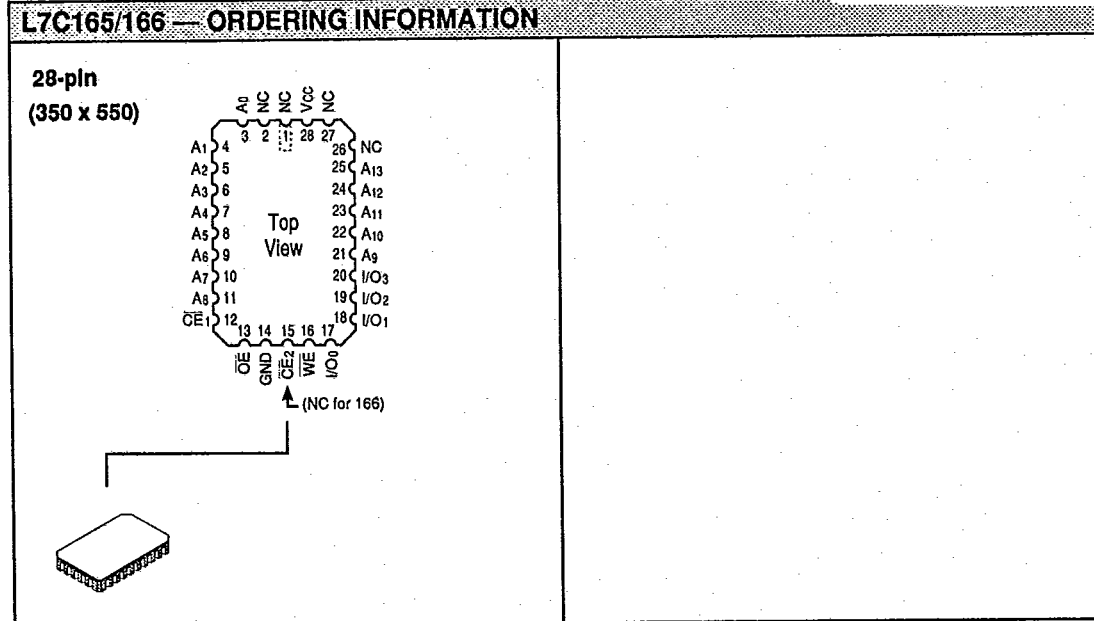 L7C165/166 — ORDERING INFORMATION
28-pin
(350 x 550)
A0 NC NC VCC NC
3 2 1 28 27
A1 4 26 NC
A2 5 25 A13
A3 6 24 A12
A4 7 23 A11
A5 8 22 A10
A6 9 21 A9
A7 10 20 I/O3
A8 11 19 I/O2
CE1 12 18 I/O1
Top
View
13 14 15 16 17
OE GND CE2 WE I/O0
(NC for 166)